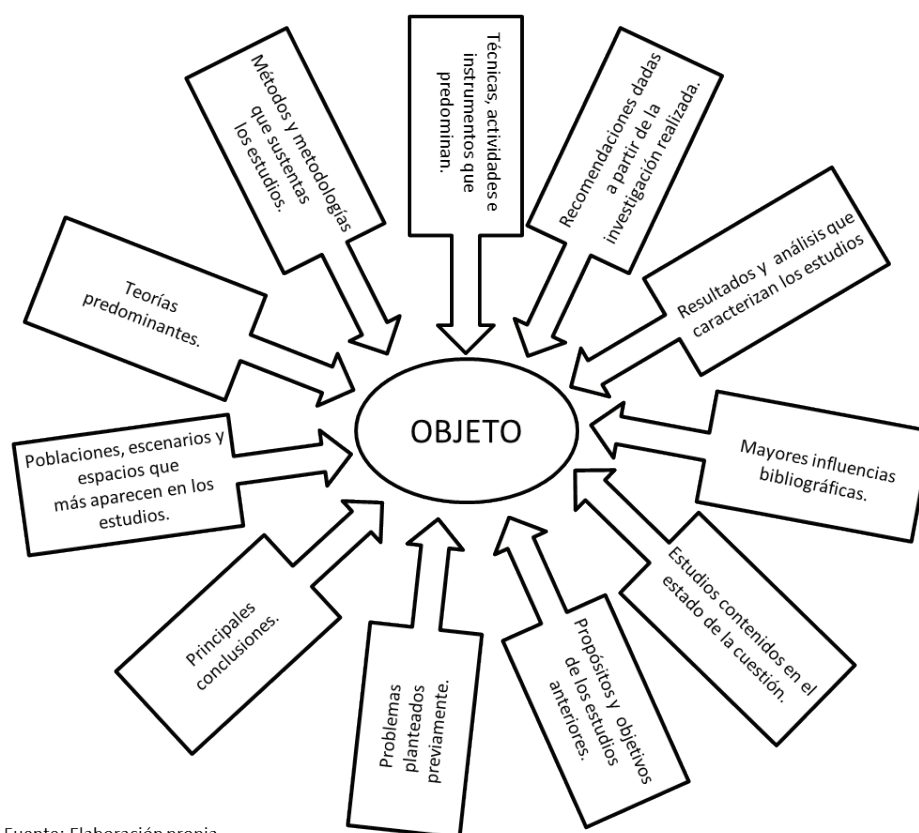 Técnicas, actividades e
instrumentos que
predominan.
Recomendaciones dadas
a partir de la
investigación realizada.
Resultados y análisis que
caracterizan los estudios
Mayores influencias
bibliográficas.
Estudios contenidos en el
estado de la cuestión.
Propósitos y objetivos
de los estudios
anteriores.
Problemas
planteados
previamente.
Principales
conclusiones.
Poblaciones, escenarios y
espacios que
más aparecen en los
estudios.
Teorías
predominantes.
Métodos y metodologías
que sustentas
los estudios.
OBJETO
Fuente: Elaboración propia